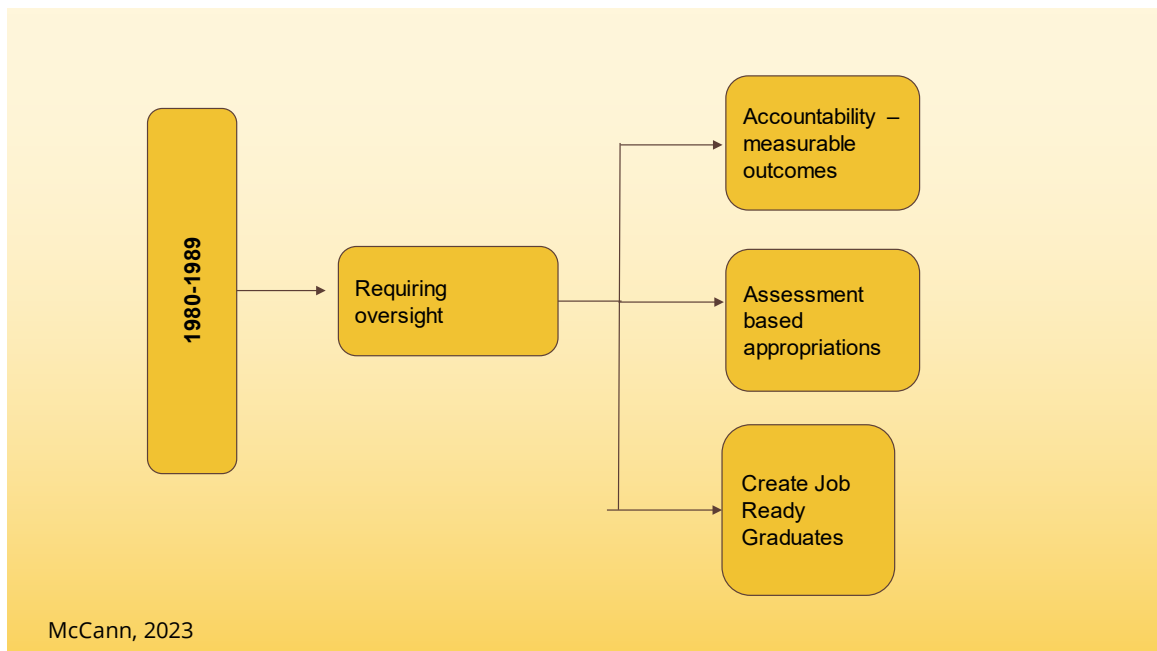 1980-1989
Requiring
oversight
Accountability –
measurable
outcomes
Assessment
based
appropriations
Create Job
Ready
Graduates
McCann, 2023